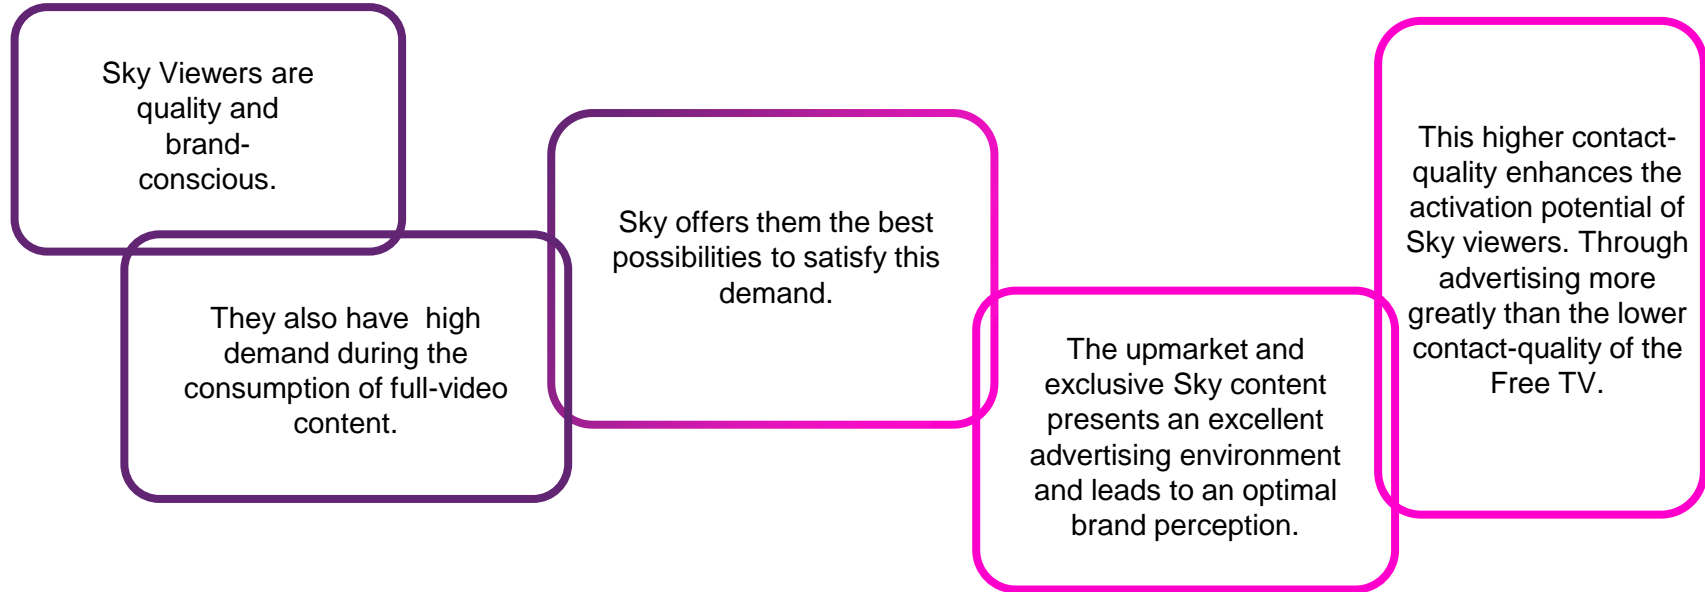 Sky Viewers are
quality and
brand-
conscious.
They also have  high
demand during the
consumption of full-video
content.
Sky offers them the best
possibilities to satisfy this
demand.
The upmarket and
exclusive Sky content
presents an excellent
advertising environment
and leads to an optimal
brand perception.
This higher contact-
quality enhances the
activation potential of
Sky viewers. Through
advertising more
greatly than the lower
contact-quality of the
Free TV.